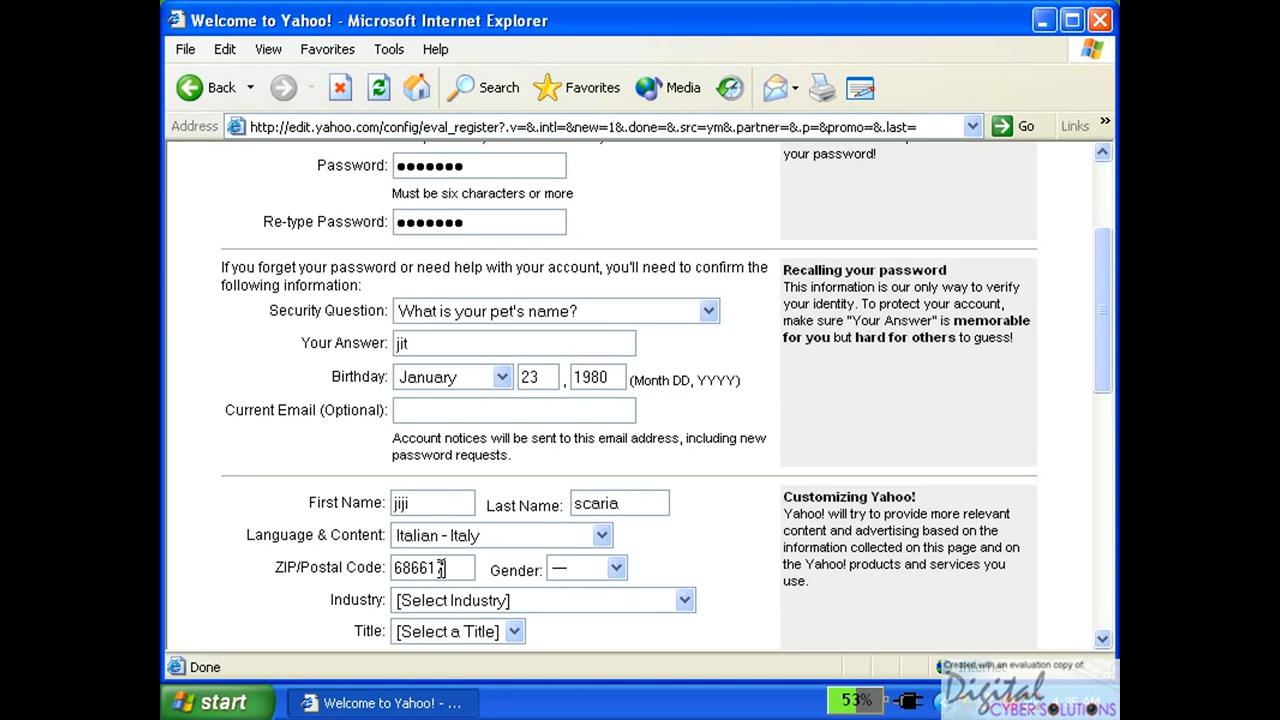 Welcome to Yahoo! - Microsoft Internet Explorer
File Edit View Favorites Tools Help
Back Search Favorites Media
Address http://edit.yahoo.com/config/eval_register?.v=&.intl=&new=1&.done=&.src=ym&.partner=&.p=&promo=&.last= Go Links »
your password!
Password: ●●●●●●●
Must be six characters or more
Re-type Password: ●●●●●●●
If you forget your password or need help with your account, you'll need to confirm the
following information:
Security Question: What is your pet's name?
Your Answer: jit
Birthday: January 23 , 1980 (Month DD, YYYY)
Current Email (Optional):
Account notices will be sent to this email address, including new
password requests.
Recalling your password
This information is our only way to verify
your identity. To protect your account,
make sure "Your Answer" is memorable
for you but hard for others to guess!
First Name: jiji Last Name: scaria
Language & Content: Italian - Italy
ZIP/Postal Code: 68661 Gender: —
Industry: [Select Industry]
Title: [Select a Title]
Customizing Yahoo!
Yahoo! will try to provide more relevant
content and advertising based on the
information collected on this page and on
the Yahoo! products and services you
use.
Done Internet
Created with an evaluation copy of:
Digital
CYBER SOLUTIONS
start Welcome to Yahoo! - ... 53%